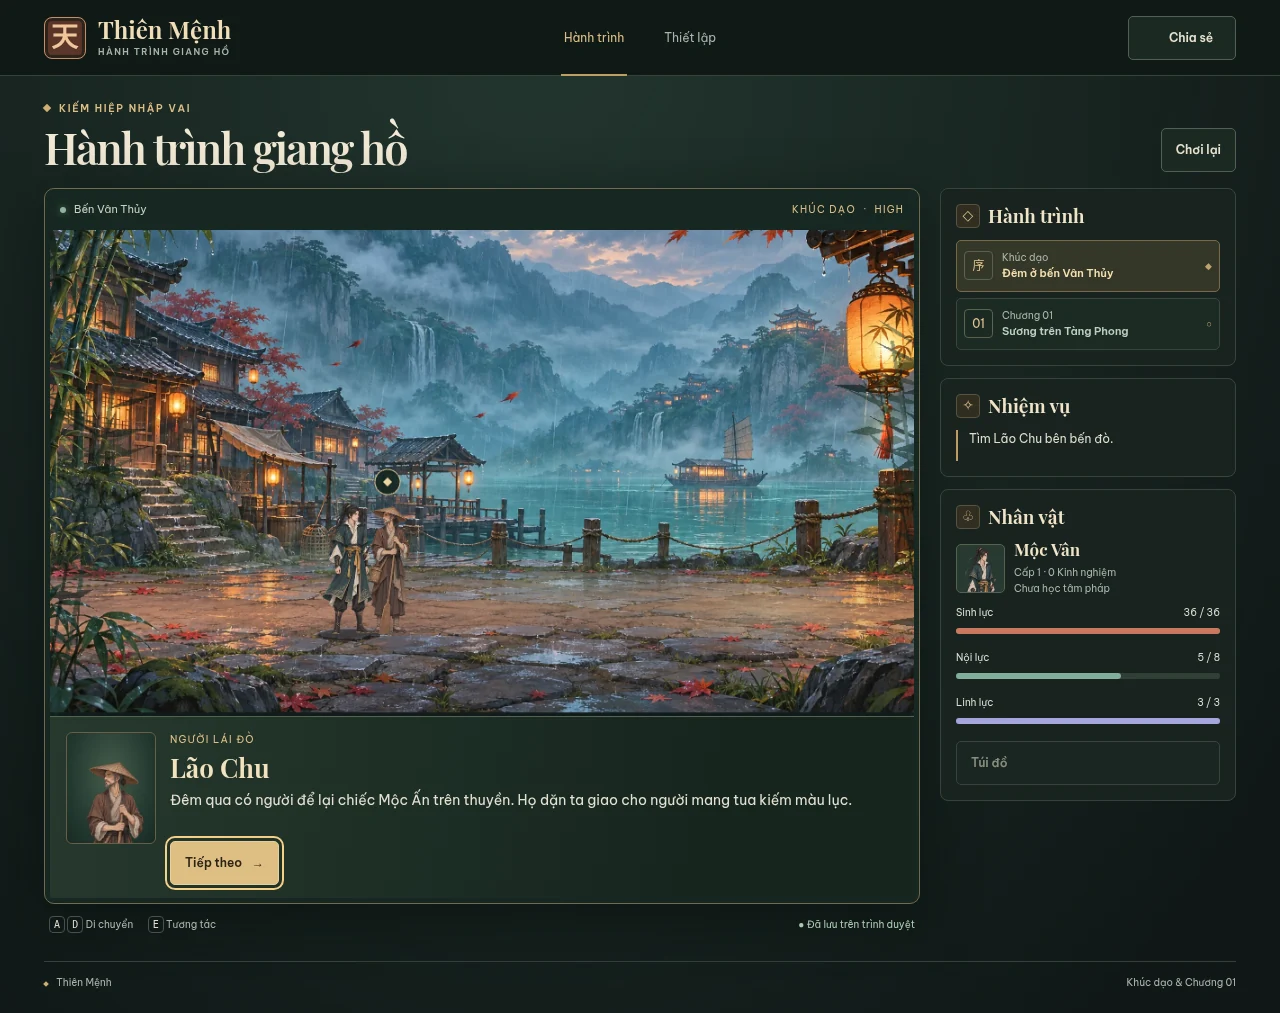 天
Thiên Mệnh
HÀNH TRÌNH GIANG HỒ
Hành trình
Thiết lập
Chia sẻ
KIẾM HIỆP NHẬP VAI
Hành trình giang hồ
Chơi lại
Bến Vân Thủy
KHÚC DẠO · HIGH
Hành trình
序
Khúc dạo
Đêm ở bến Vân Thủy
01
Chương 01
Sương trên Tàng Phong
Nhiệm vụ
Tìm Lão Chu bên bến đò.
Nhân vật
Mộc Vân
Cấp 1 · 0 Kinh nghiệm
Chưa học tâm pháp
Sinh lực 36 / 36
Nội lực 5 / 8
Linh lực 3 / 3
Túi đồ
NGƯỜI LÁI ĐÒ
Lão Chu
Đêm qua có người để lại chiếc Mộc Ấn trên thuyền. Họ dặn ta giao cho người mang tua kiếm màu lục.
Tiếp theo →
A D Di chuyển E Tương tác
Đã lưu trên trình duyệt
Thiên Mệnh
Khúc dạo & Chương 01